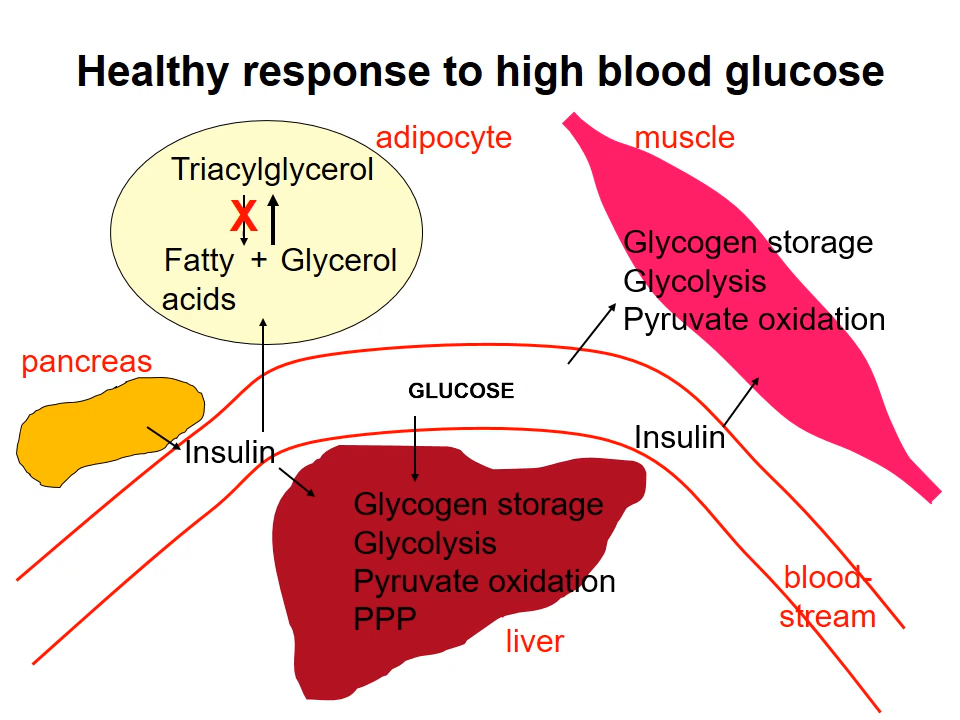 Healthy response to high blood glucose
adipocyte
muscle
Triacylglycerol
X
Fatty + Glycerol
acids
Glycogen storage
Glycolysis
Pyruvate oxidation
pancreas
GLUCOSE
Insulin
Insulin
Glycogen storage
Glycolysis
Pyruvate oxidation
PPP
liver
blood-
stream